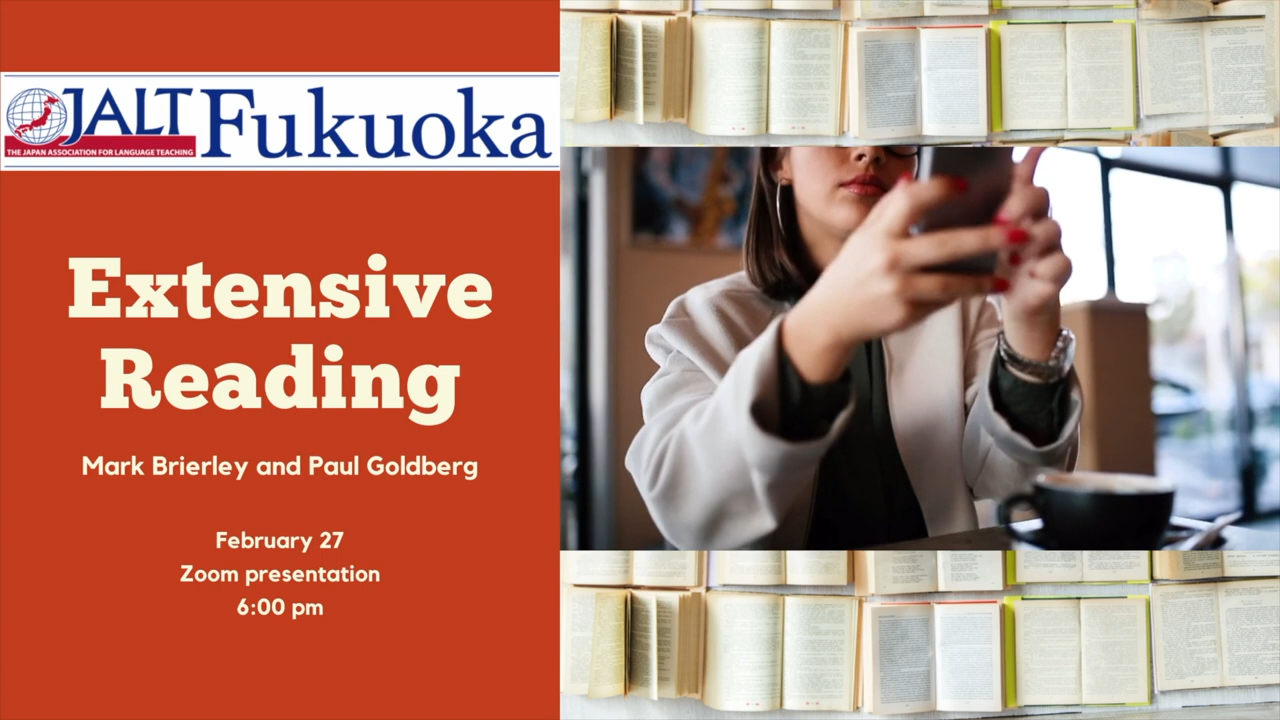 JALT Fukuoka
THE JAPAN ASSOCIATION FOR LANGUAGE TEACHING
Extensive
Reading
Mark Brierley and Paul Goldberg
February 27
Zoom presentation
6:00 pm